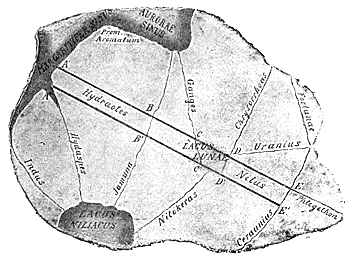 MARGARITIFER SINUS
AURORAE
SINUS
Prom.
Aromatum
A
A'
Hydraotes
B
B'
Ganges
Chrysorrhoas
C
LACUS
LUNAE
C'
D
D'
Uranius
Nilus
E
E'
Phlegethon
Ceraunius
Indus
Hydaspes
Jamuna
Nilokeras
LACUS
NILIACUS